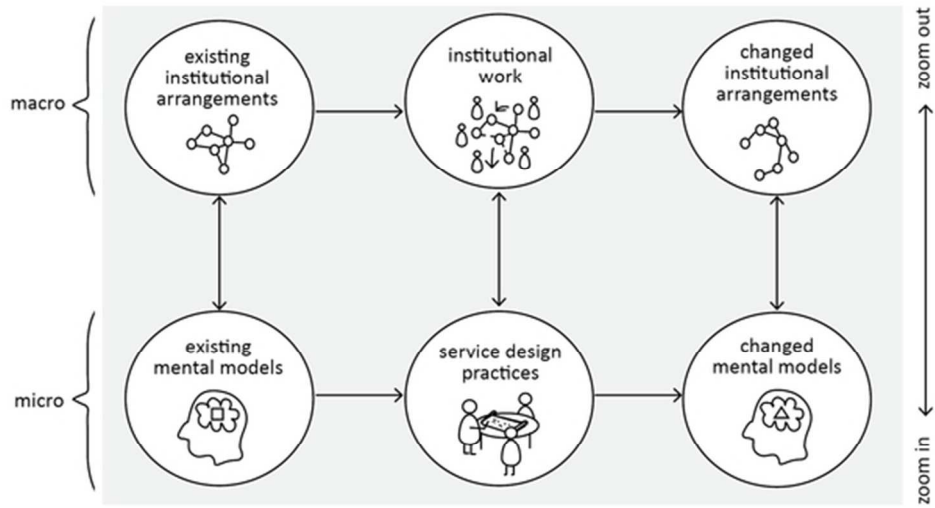 existing
institutional
arrangements
institutional
work
changed
institutional
arrangements
zoom out
macro
existing
mental models
service design
practices
changed
mental models
micro
zoom in